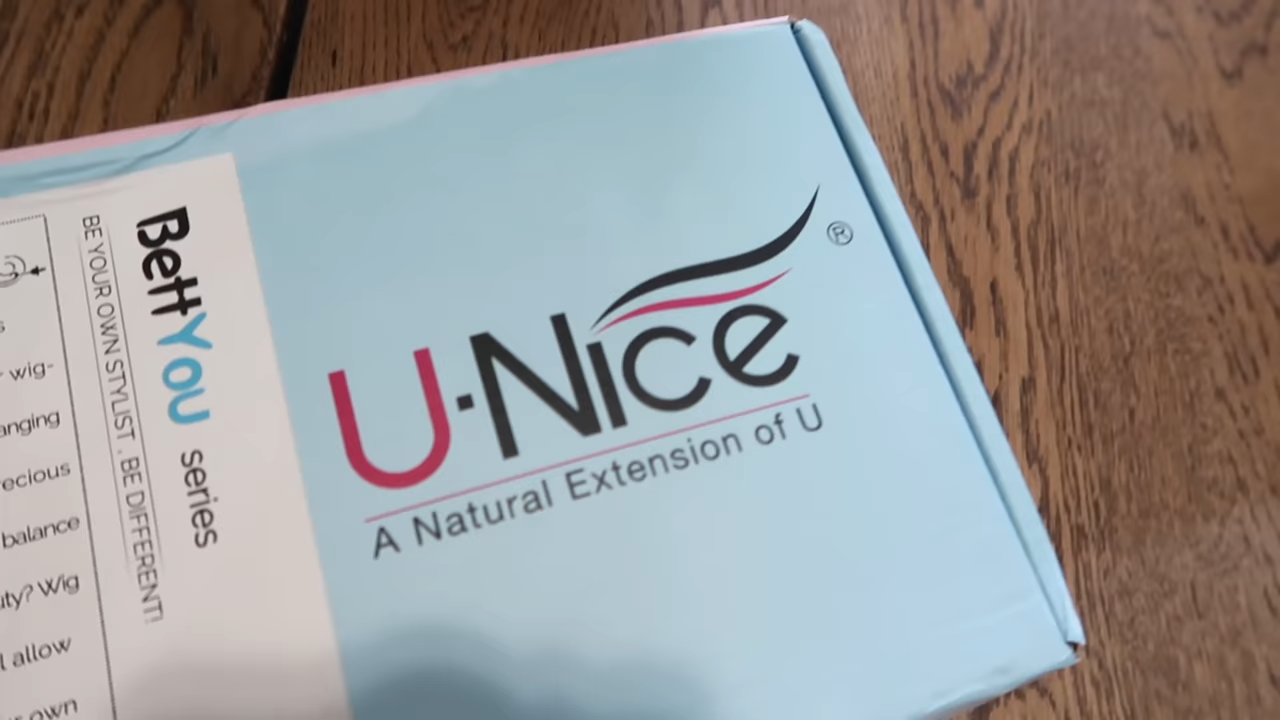 U·Nice®
A Natural Extension of U
BettYou series
BE YOUR OWN STYLIST . BE DIFFERENT!
wig-
anging
ecious
balance
uty? Wig
allow
own